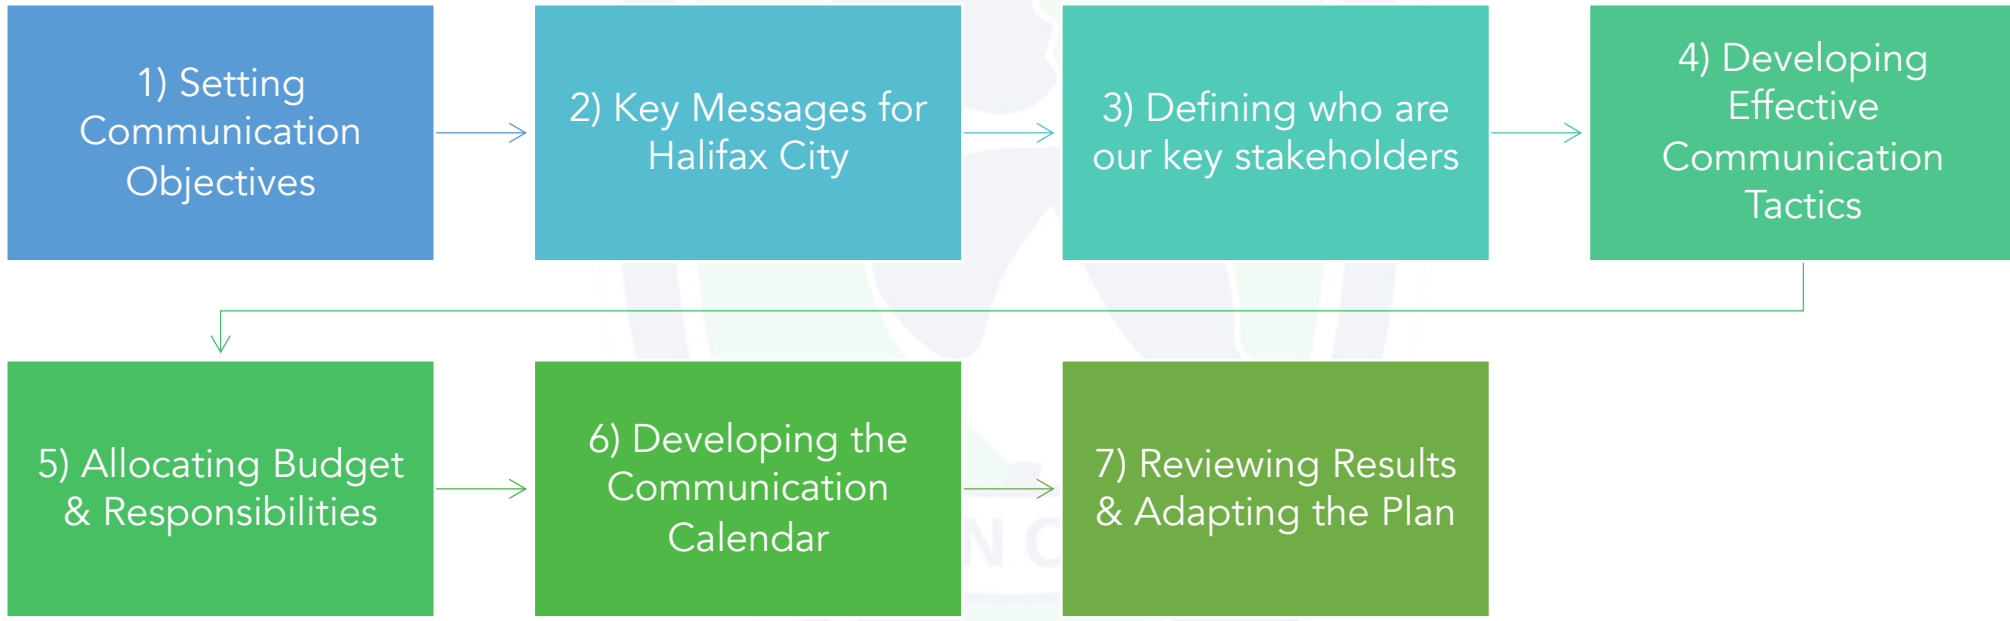 1) Setting
Communication
Objectives
2) Key Messages for
Halifax City
3) Defining who are
our key stakeholders
4) Developing
Effective
Communication
Tactics
5) Allocating Budget
& Responsibilities
6) Developing the
Communication
Calendar
7) Reviewing Results
& Adapting the Plan